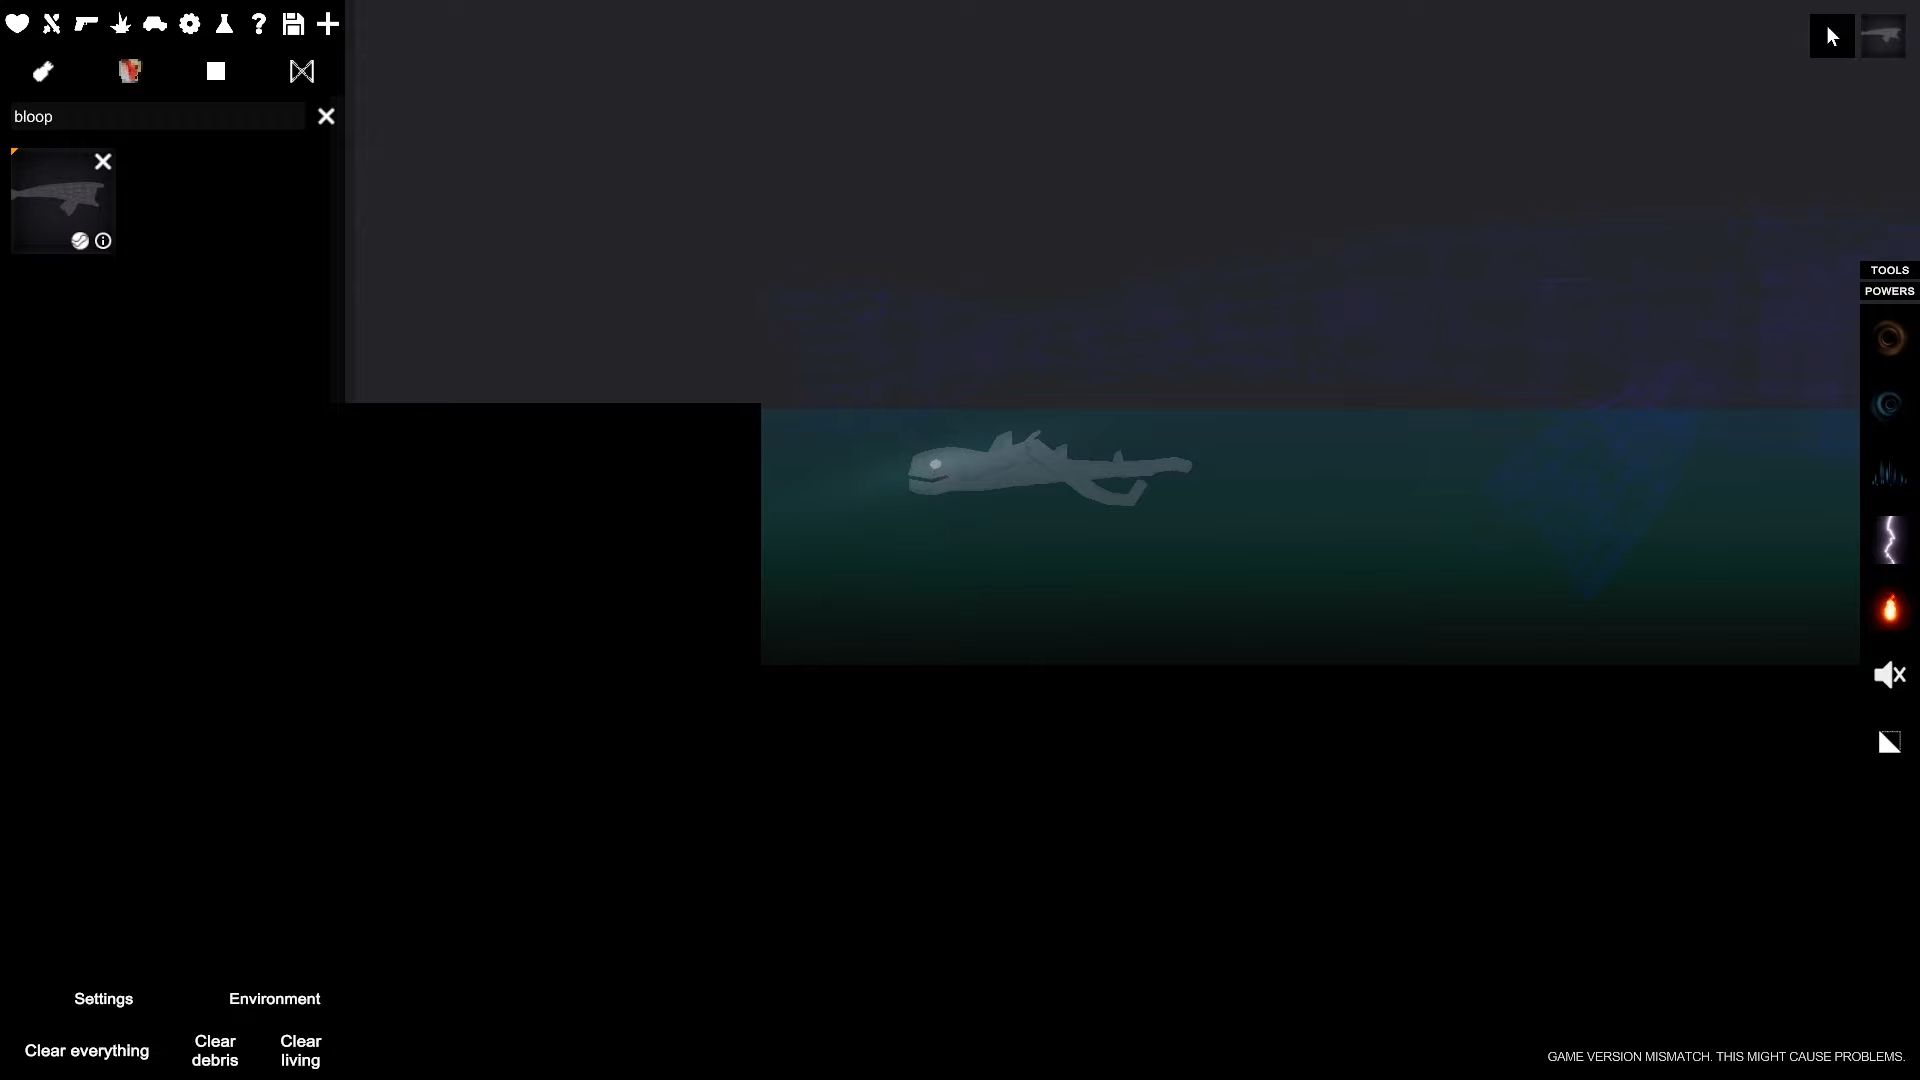 bloop
TOOLS
POWERS
Settings
Environment
Clear everything
Clear
debris
Clear
living
GAME VERSION MISMATCH. THIS MIGHT CAUSE PROBLEMS.